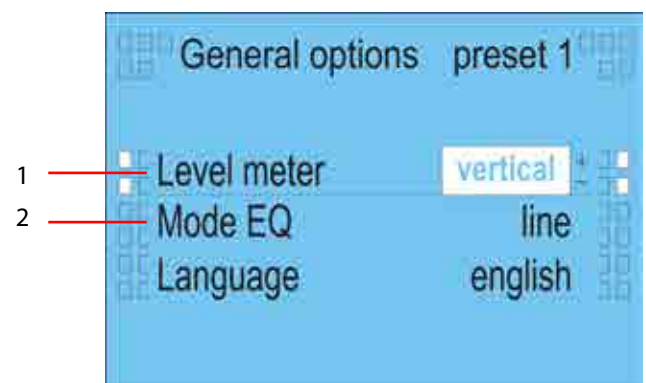 General options preset 1
1 Level meter vertical + -
2 Mode EQ line
Language english